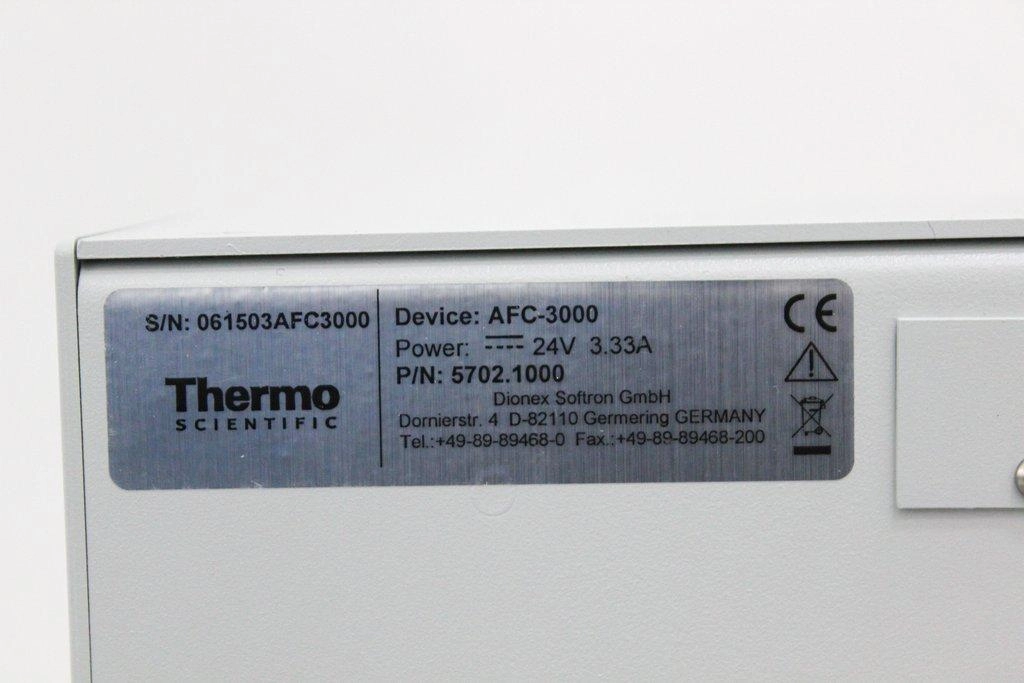 S/N: 061503AFC3000
Thermo
SCIENTIFIC
Device: AFC-3000
Power: 24V 3.33A
P/N: 5702.1000
Dionex Softron GmbH
Dornierstr. 4 D-82110 Germering GERMANY
Tel.:+49-89-89468-0 Fax.:+49-89-89468-200
CE